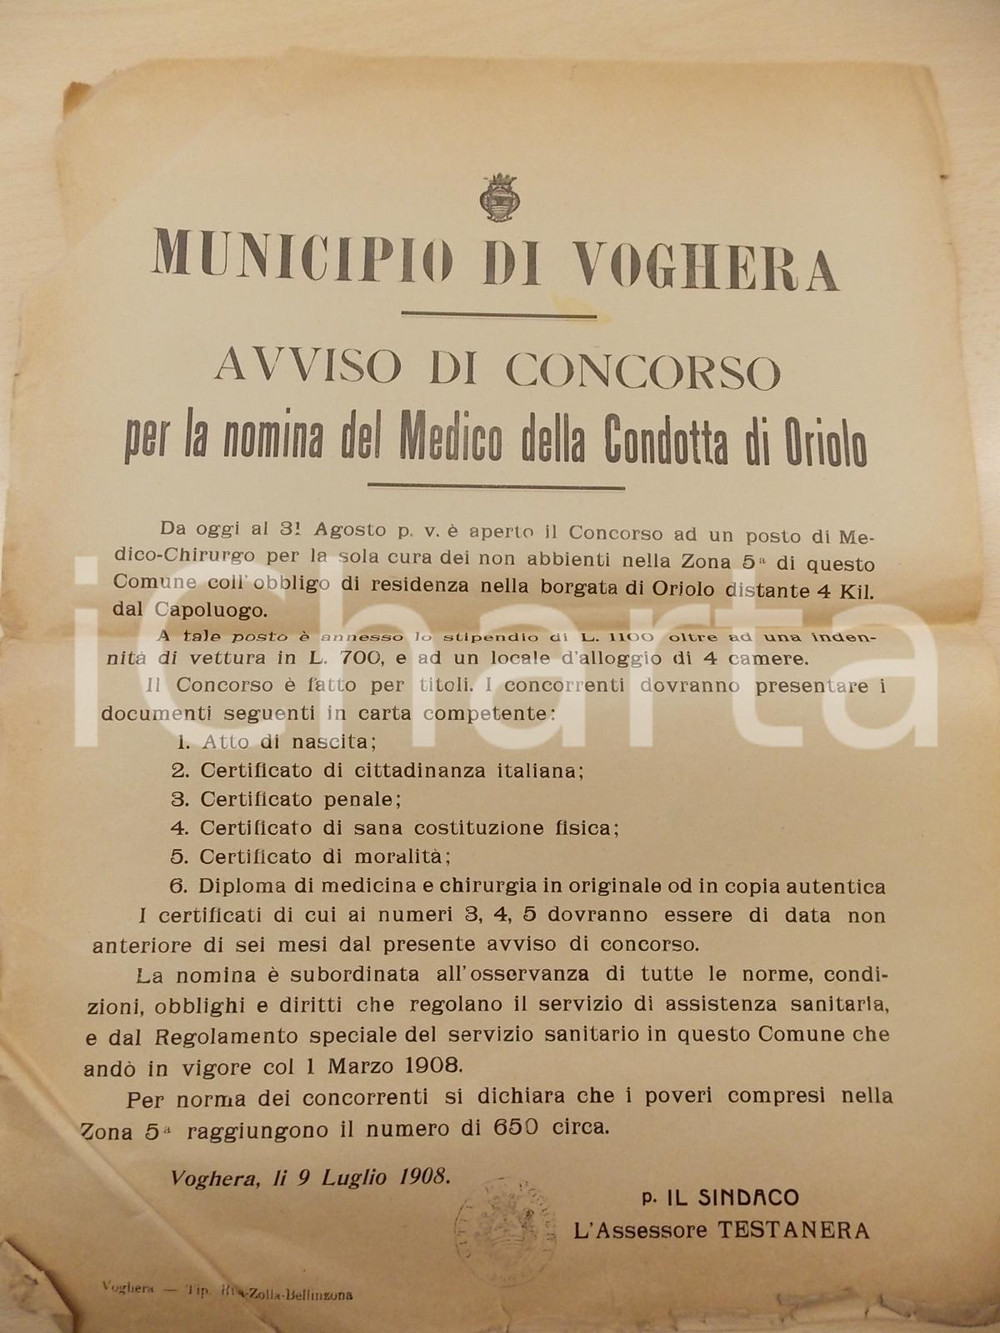 MUNICIPIO DI VOGHERA
AVVISO DI CONCORSO
per la nomina del Medico della Condotta di Oriolo
Da oggi al 31 Agosto p. v. è aperto il Concorso ad un posto di Me-
dico-Chirurgo per la sola cura dei non abbienti nella Zona 5ª di questo
Comune coll'obbligo di residenza nella borgata di Oriolo distante 4 Kil.
dal Capoluogo.
A tale posto è annesso lo stipendio di L. 1100 oltre ad una inden-
nità di vettura in L. 700, e ad un locale d'alloggio di 4 camere.
Il Concorso è fatto per titoli. I concorrenti dovranno presentare i
documenti seguenti in carta competente:
1. Atto di nascita;
2. Certificato di cittadinanza italiana;
3. Certificato penale;
4. Certificato di sana costituzione fisica;
5. Certificato di moralità;
6. Diploma di medicina e chirurgia in originale od in copia autentica
I certificati di cui ai numeri 3, 4, 5 dovranno essere di data non
anteriore di sei mesi dal presente avviso di concorso.
La nomina è subordinata all'osservanza di tutte le norme, condi-
zioni, obblighi e diritti che regolano il servizio di assistenza sanitaria,
e dal Regolamento speciale del servizio sanitario in questo Comune che
andò in vigore col 1 Marzo 1908.
Per norma dei concorrenti si dichiara che i poveri compresi nella
Zona 5ª raggiungono il numero di 650 circa.
Voghera, li 9 Luglio 1908.
p. IL SINDACO
L'Assessore TESTANERA
Voghera — Tip. Riva-Zolla-Bellinzona
iCharta